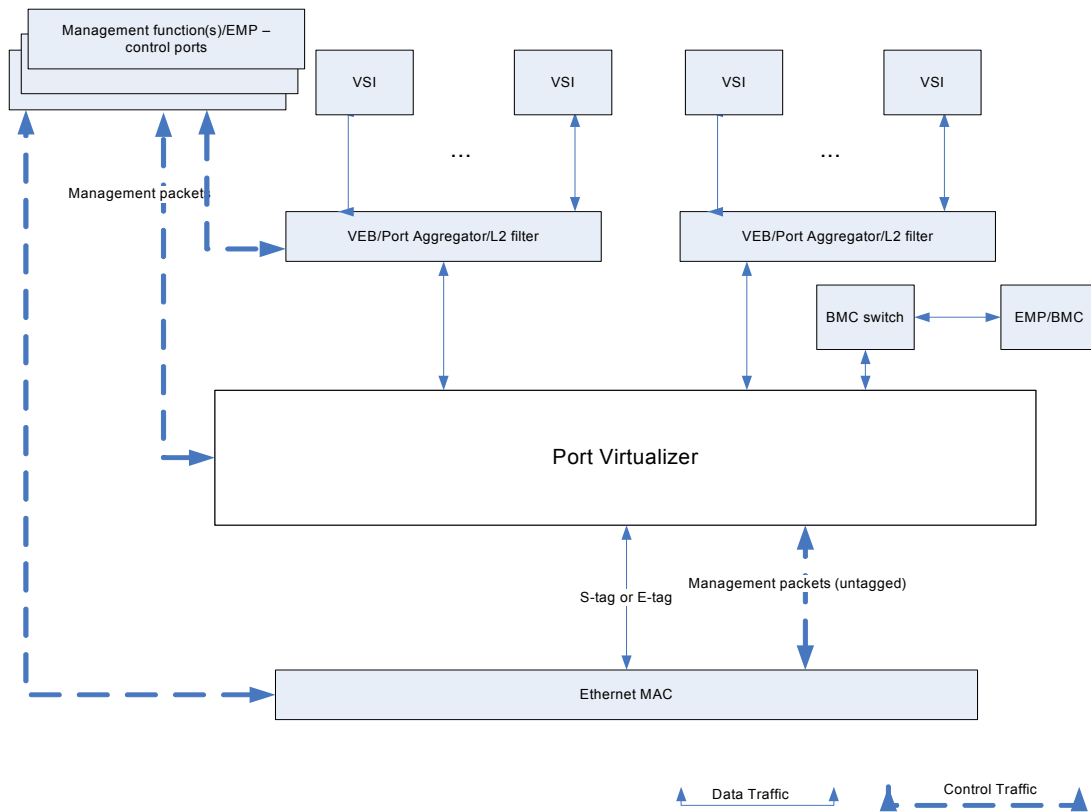 Management function(s)/EMP –
control ports
VSI
VSI
VSI
VSI
...
...
Management packets
VEB/Port Aggregator/L2 filter
VEB/Port Aggregator/L2 filter
BMC switch
EMP/BMC
Port Virtualizer
Management packets (untagged)
S-tag or E-tag
Ethernet MAC
Data Traffic
Control Traffic